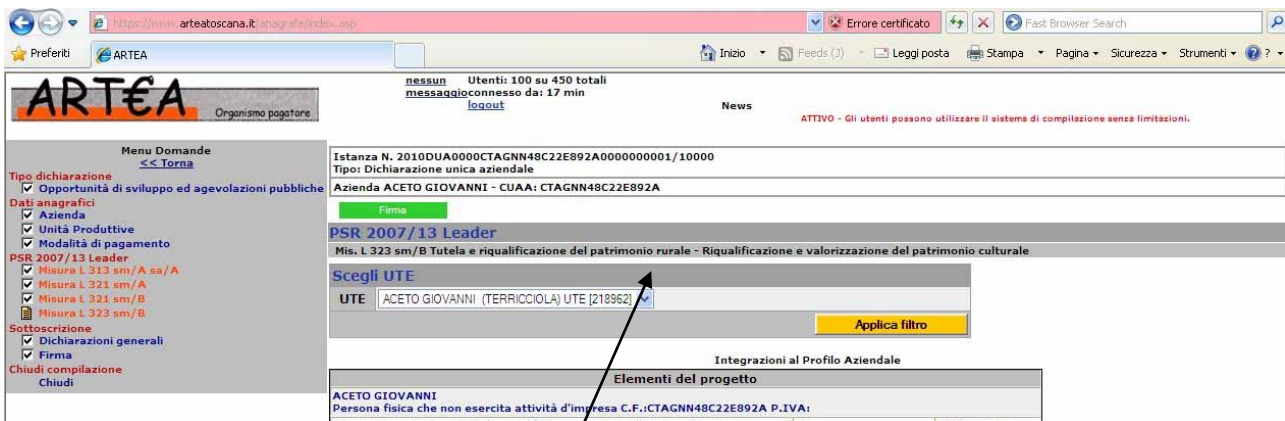 https://www.arteatoscana.it/anagrafe/index.asp
Errore certificato
Fast Browser Search
Preferiti
ARTEA
Inizio
Feeds (J)
Leggi posta
Stampa
Pagina
Sicurezza
Strumenti
?
ART€A
Organismo pagatore
nessun messaggio
Utenti: 100 su 450 totali
connesso da: 17 min
logout
News
ATTIVO - Gli utenti possono utilizzare il sistema di compilazione senza limitazioni.
Menu Domande
<< Torna
Tipo dichiarazione
Opportunità di sviluppo ed agevolazioni pubbliche
Dati anagrafici
Azienda
Unità Produttive
Modalità di pagamento
PSR 2007/13 Leader
Misura L 313 sm/A sa/A
Misura L 321 sm/A
Misura L 321 sm/B
Misura L 323 sm/B
Sottoscrizione
Dichiarazioni generali
Firma
Chiudi compilazione
Chiudi
Istanza N. 2010DUA0000CTAGNN48C22E892A0000000001/10000
Tipo: Dichiarazione unica aziendale
Azienda ACETO GIOVANNI - CUAA: CTAGNN48C22E892A
Firma
PSR 2007/13 Leader
Mis. L 323 sm/B Tutela e riqualificazione del patrimonio rurale - Riqualificazione e valorizzazione del patrimonio culturale
Scegli UTE
UTE ACETO GIOVANNI (TERRICCIOLA) UTE [218962]
Applica filtro
Integrazioni al Profilo Aziendale
Elementi del progetto
ACETO GIOVANNI
Persona fisica che non esercita attività d'impresa C.F.:CTAGNN48C22E892A P.IVA: